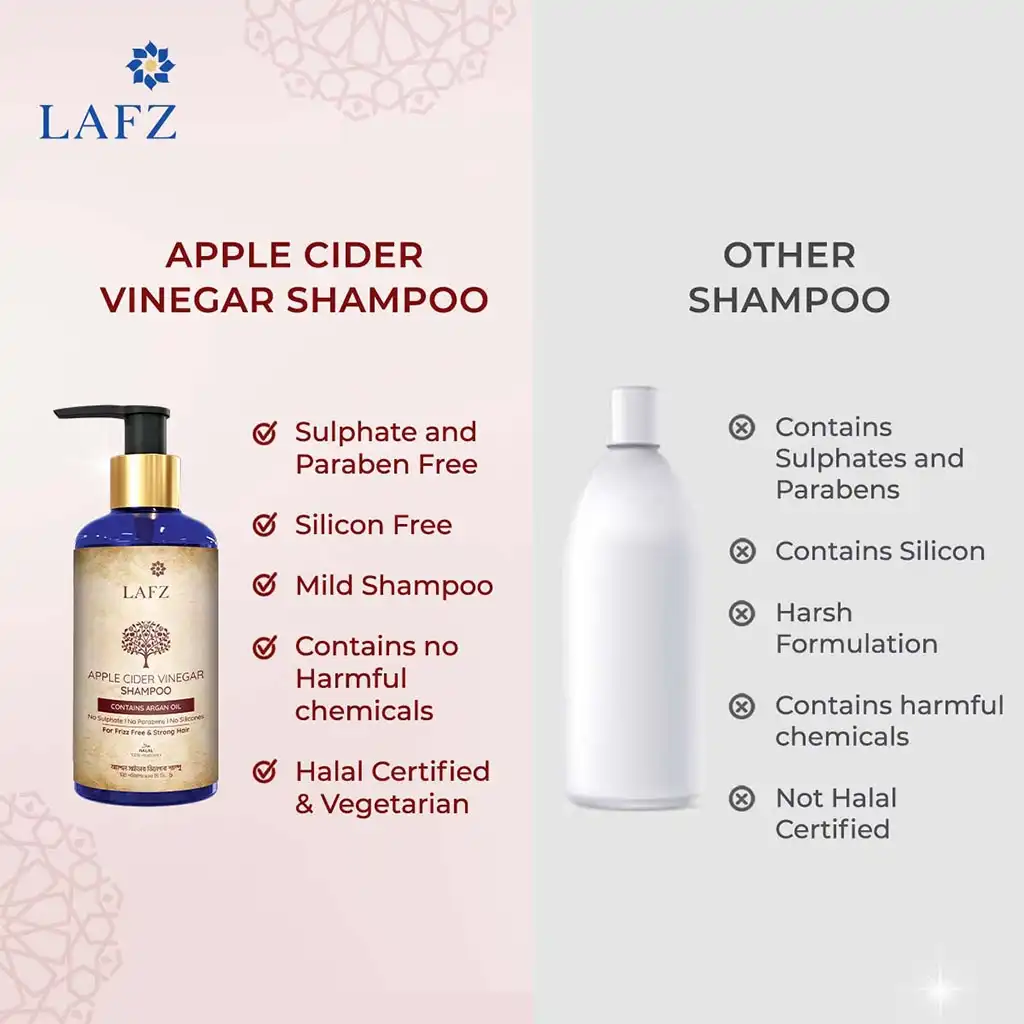 LAFZ
APPLE CIDER
VINEGAR SHAMPOO
Sulphate and
Paraben Free
Silicon Free
Mild Shampoo
Contains no
Harmful
chemicals
Halal Certified
& Vegetarian
LAFZ
APPLE CIDER VINEGAR
SHAMPOO
CONTAINS ARGAN OIL
No Sulphate | No Parabens | No Silicones
For Frizz Free & Strong Hair
HALAL
OTHER
SHAMPOO
Contains
Sulphates and
Parabens
Contains Silicon
Harsh
Formulation
Contains harmful
chemicals
Not Halal
Certified